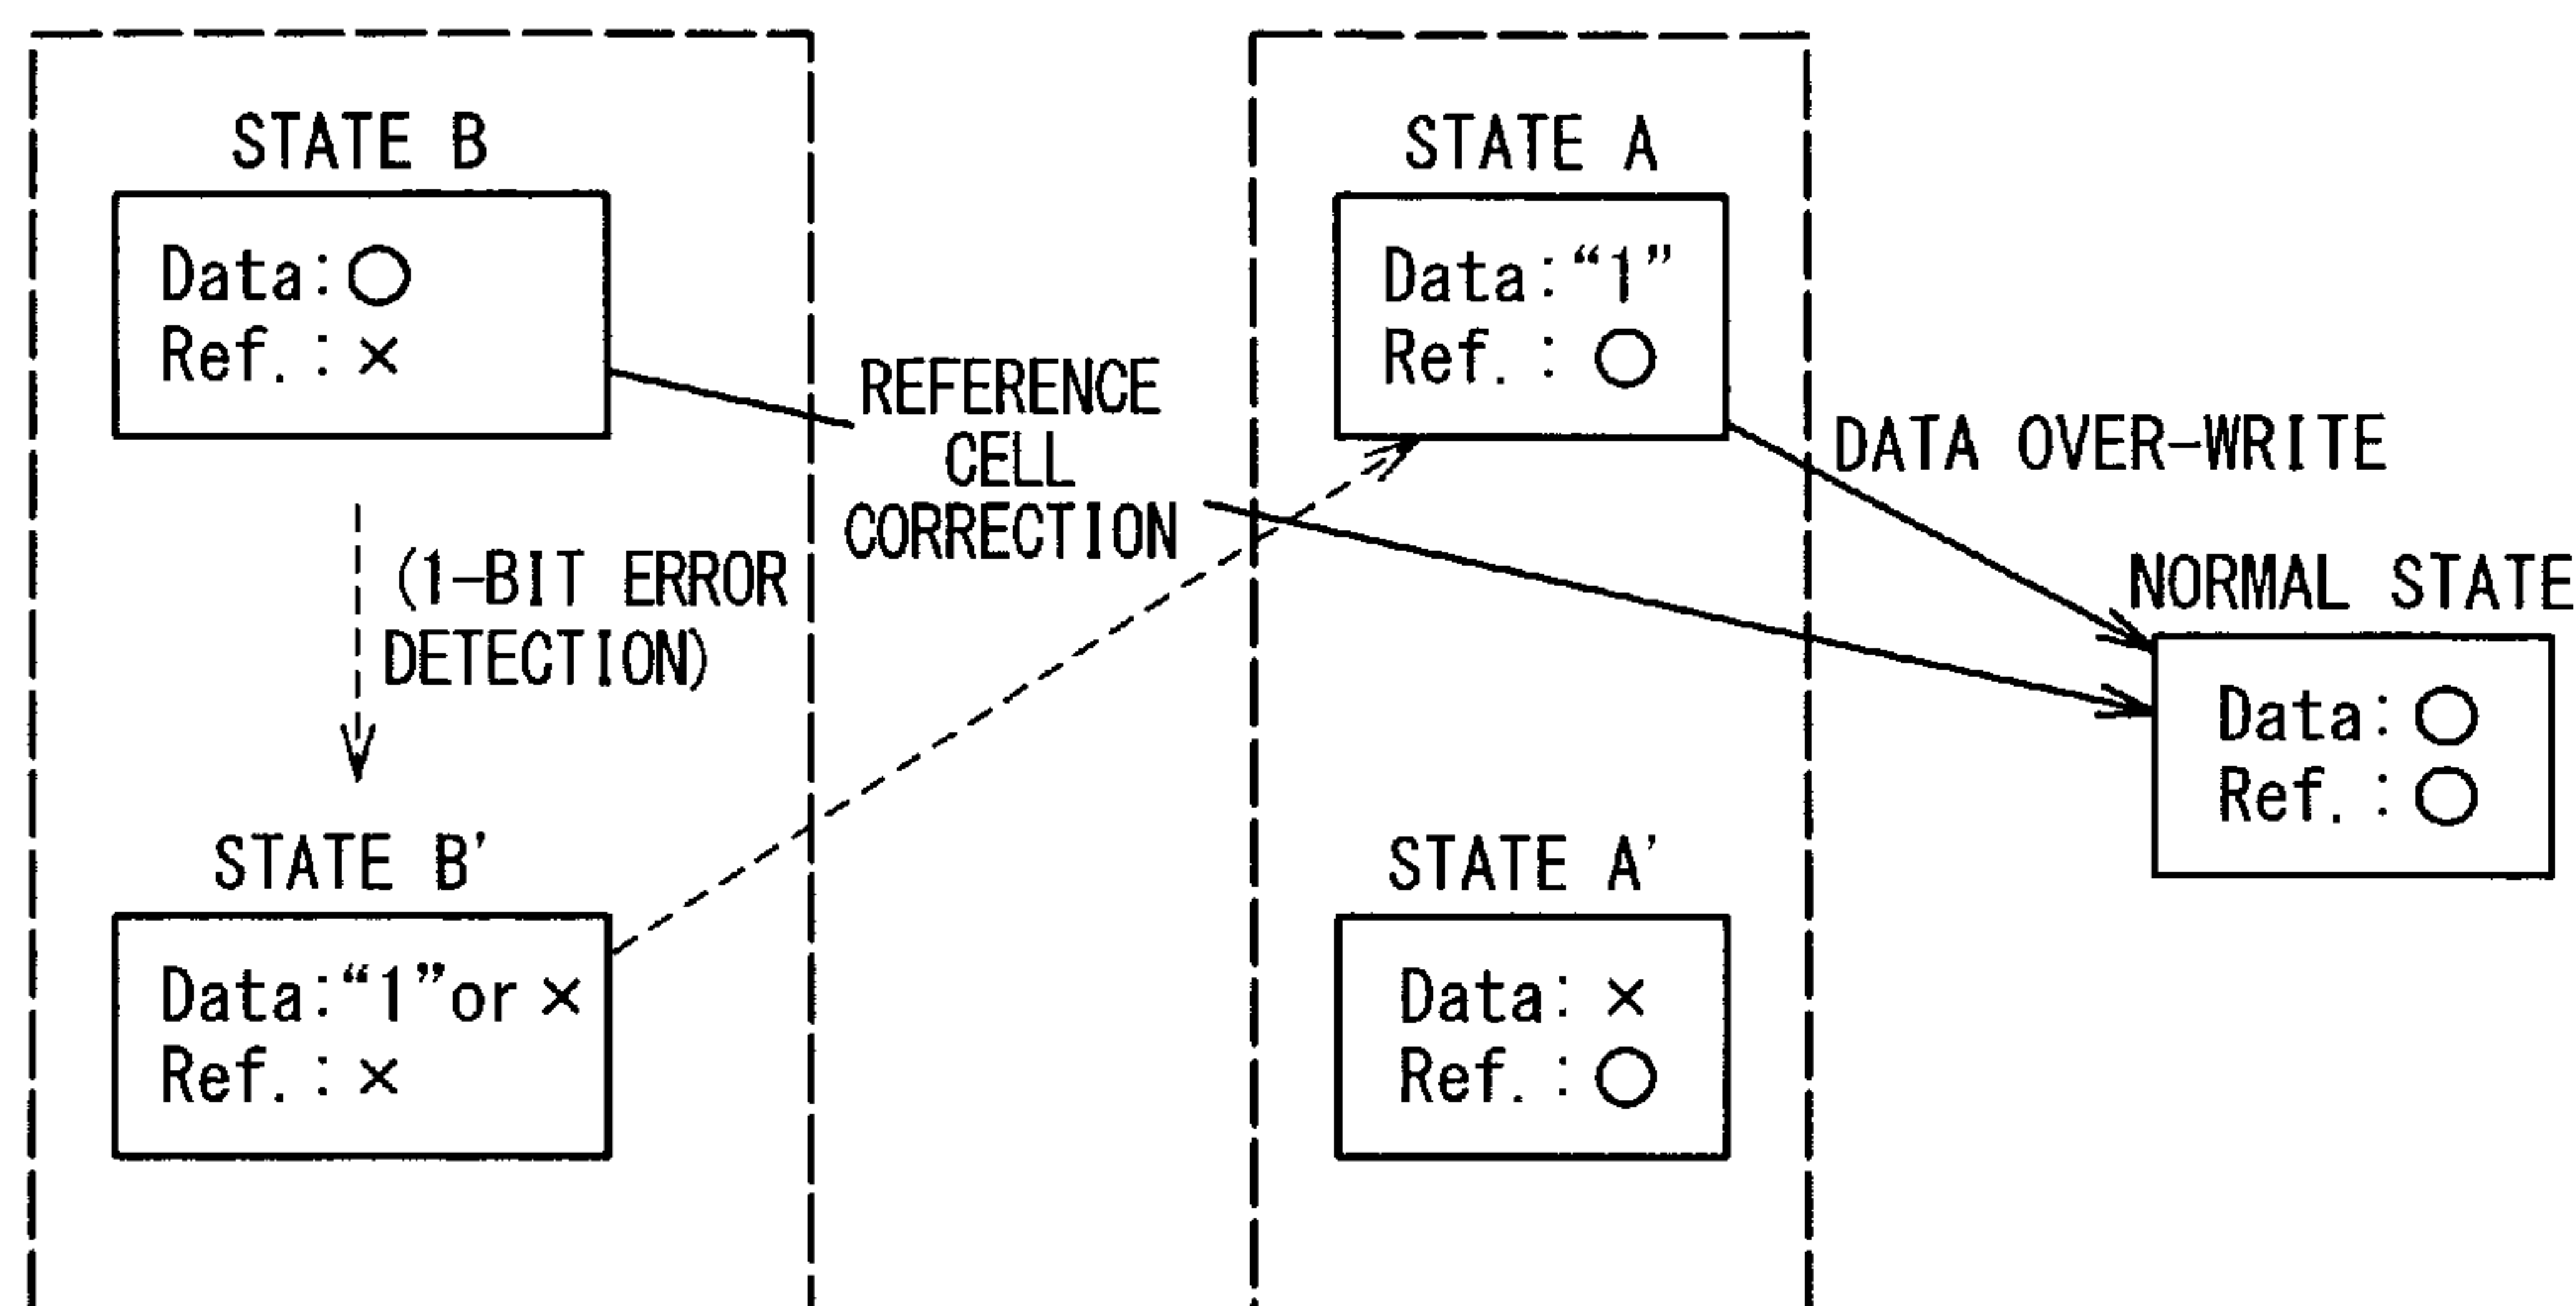 STATE B
Data:○
Ref.:×
(1-BIT ERROR
DETECTION)
STATE B'
Data:“1”or ×
Ref.:×
REFERENCE
CELL
CORRECTION
STATE A
Data:“1”
Ref.:○
STATE A'
Data:×
Ref.:○
DATA OVER-WRITE
NORMAL STATE
Data:○
Ref.:○